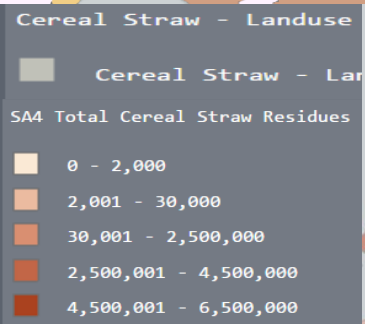 Cereal Straw - Landuse
Cereal Straw - Lan
SA4 Total Cereal Straw Residues
0 - 2,000
2,001 - 30,000
30,001 - 2,500,000
2,500,001 - 4,500,000
4,500,001 - 6,500,000